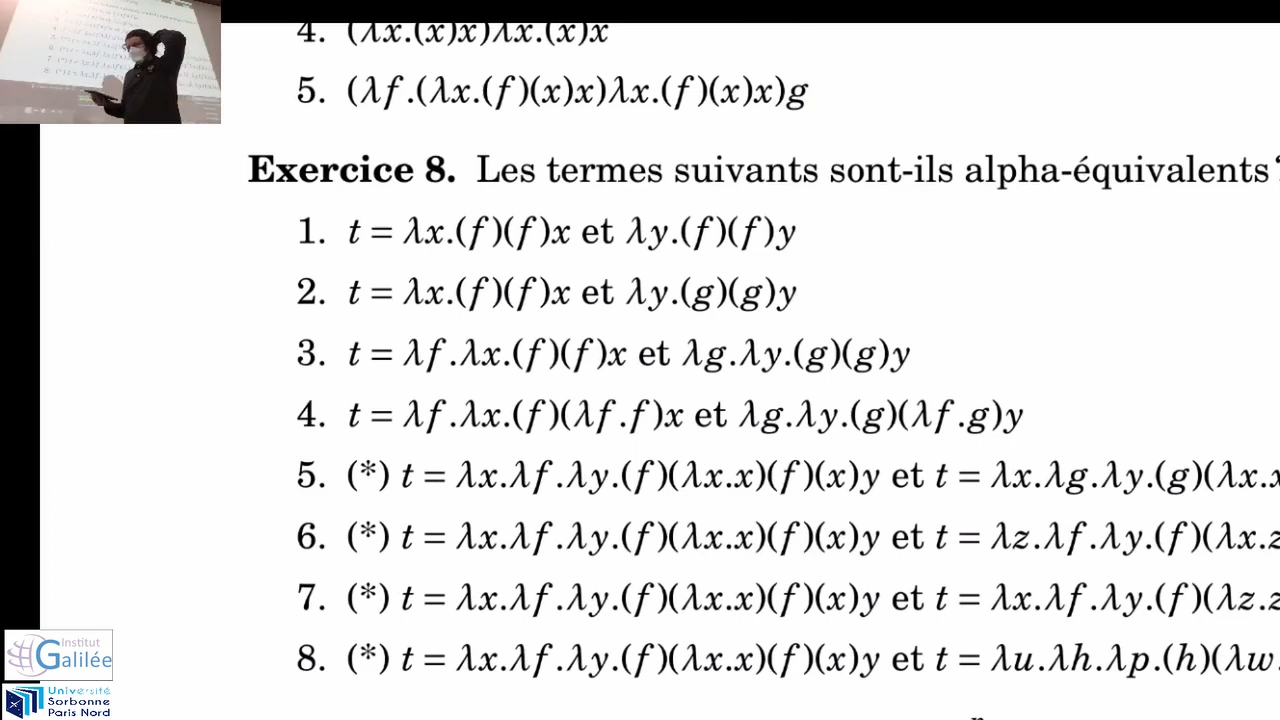 4. (λx.(x)x)λx.(x)x
5. (λf.(λx.(f)(x)x)λx.(f)(x)x)g
Exercice 8. Les termes suivants sont-ils alpha-équivalents
1. t = λx.(f)(f)x et λy.(f)(f)y
2. t = λx.(f)(f)x et λy.(g)(g)y
3. t = λf.λx.(f)(f)x et λg.λy.(g)(g)y
4. t = λf.λx.(f)(λf.f)x et λg.λy.(g)(λf.g)y
5. (*) t = λx.λf.λy.(f)(λx.x)(f)(x)y et t = λx.λg.λy.(g)(λx.x
6. (*) t = λx.λf.λy.(f)(λx.x)(f)(x)y et t = λz.λf.λy.(f)(λx.z
7. (*) t = λx.λf.λy.(f)(λx.x)(f)(x)y et t = λx.λf.λy.(f)(λz.z
8. (*) t = λx.λf.λy.(f)(λx.x)(f)(x)y et t = λu.λh.λp.(h)(λw.
Institut
Galilée
Université
Sorbonne
Paris Nord